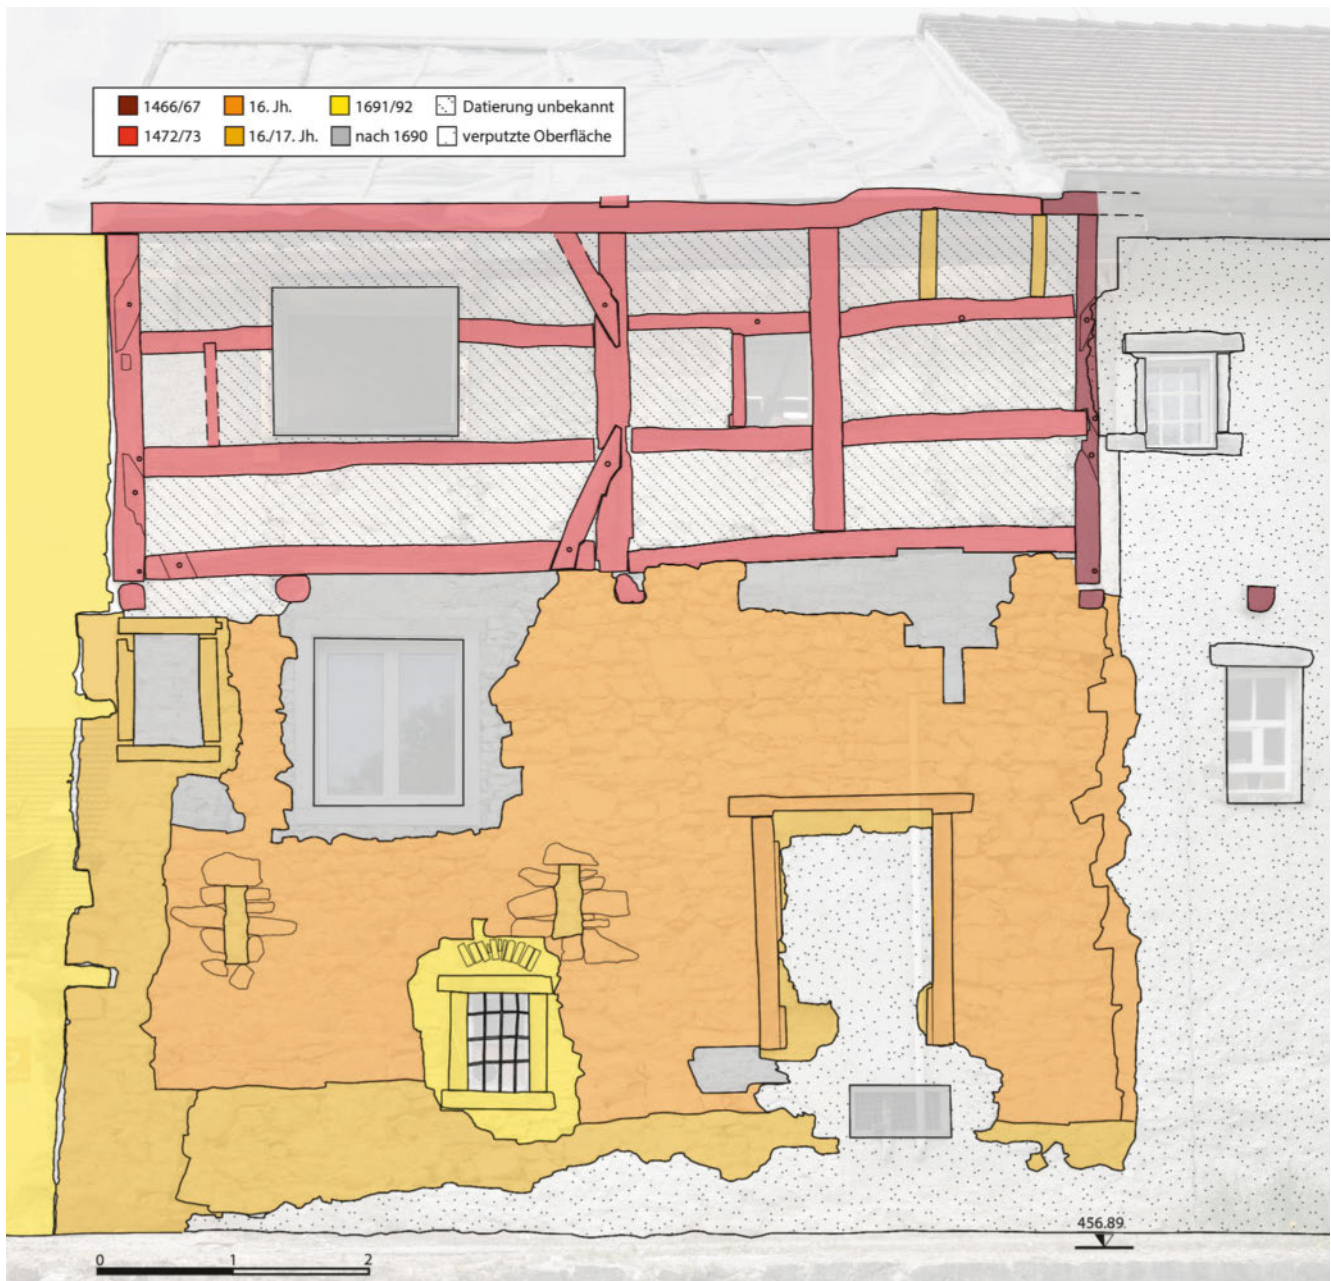 1466/67 16. Jh. 1691/92 Datierung unbekannt
1472/73 16./17. Jh. nach 1690 verputzte Oberfläche
456.89
0 1 2